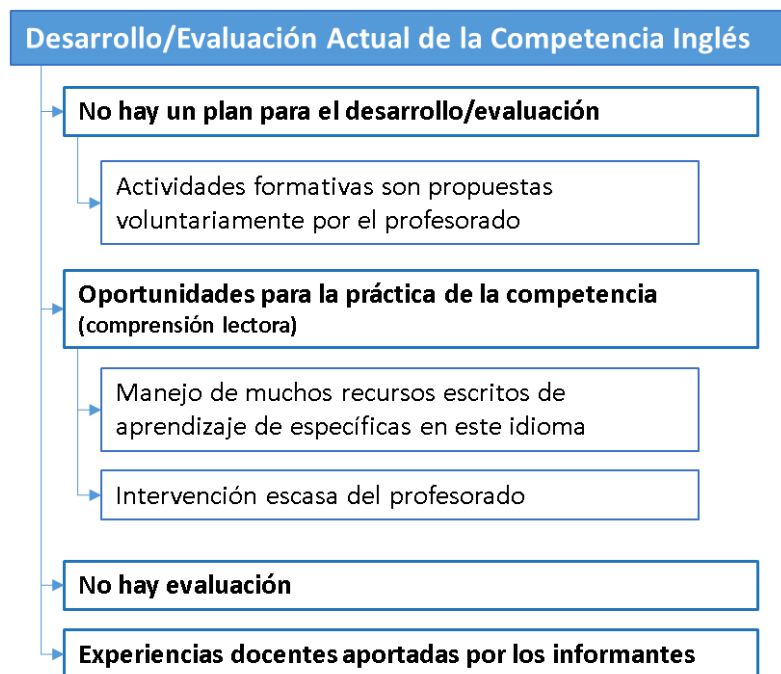 Desarrollo/Evaluación Actual de la Competencia Inglés
No hay un plan para el desarrollo/evaluación
Actividades formativas son propuestas
voluntariamente por el profesorado
Oportunidades para la práctica de la competencia
(comprensión lectora)
Manejo de muchos recursos escritos de
aprendizaje de específicas en este idioma
Intervención escasa del profesorado
No hay evaluación
Experiencias docentes aportadas por los informantes